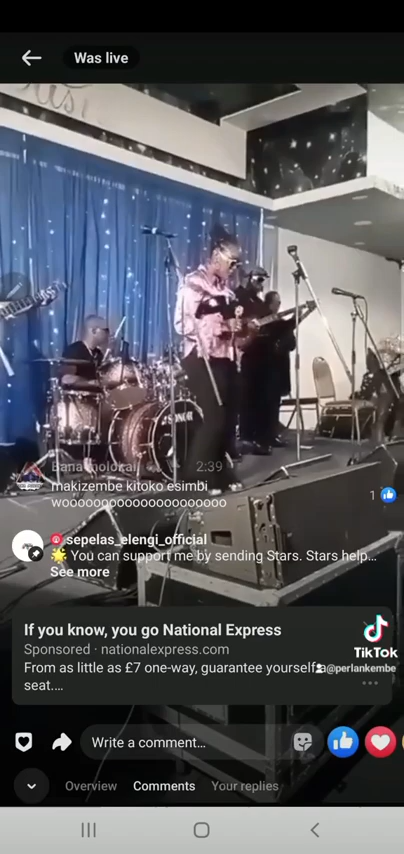 Was live
SONOR
Bana molokai
2:39
makizembe kitoko esimbi
wooooooooooooooooooooo
1
sepelas_elengi_official
🌟 You can support me by sending Stars. Stars help...
See more
If you know, you go National Express
Sponsored · nationalexpress.com
From as little as £7 one-way, guarantee yourself a
seat....
TikTok
@perlankembe
Write a comment...
Overview Comments Your replies